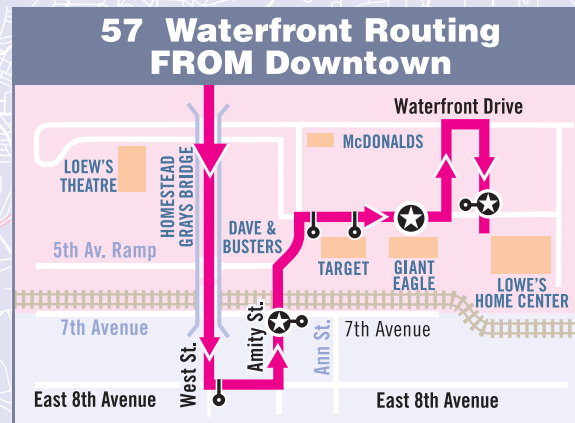 57 Waterfront Routing
FROM Downtown
Waterfront Drive
McDONALDS
LOEW'S
THEATRE
HOMESTEAD
GRAYS BRIDGE
DAVE &
BUSTERS
5th Av. Ramp
TARGET
GIANT
EAGLE
LOWE'S
HOME CENTER
7th Avenue
Amity St.
Ann St.
7th Avenue
West St.
East 8th Avenue
East 8th Avenue